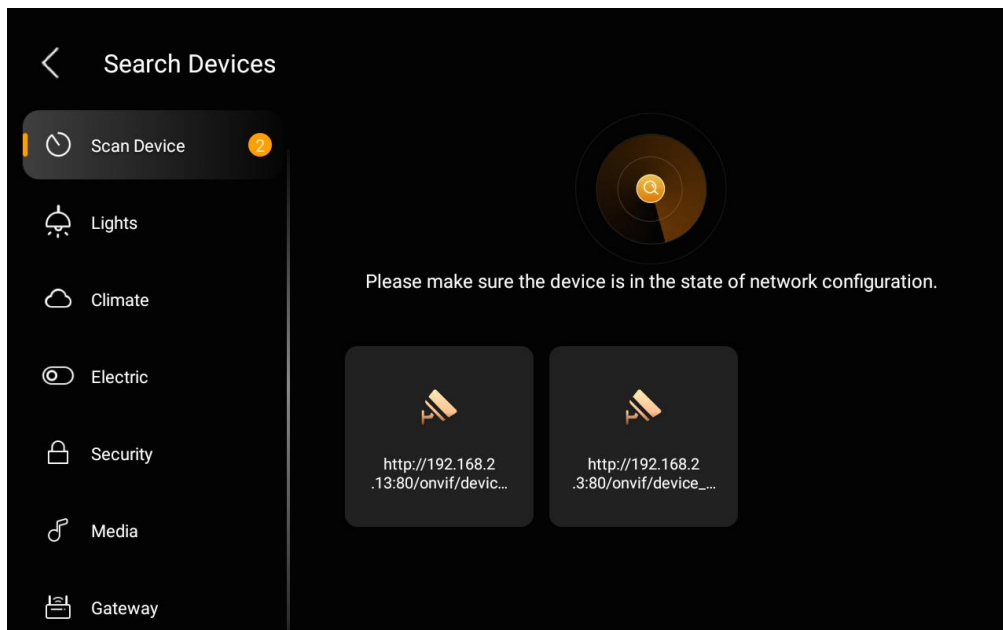 Search Devices
Scan Device
2
Lights
Climate
Electric
Security
Media
Gateway
Please make sure the device is in the state of network configuration.
http://192.168.2
.13:80/onvif/devic...
http://192.168.2
.3:80/onvif/device_...